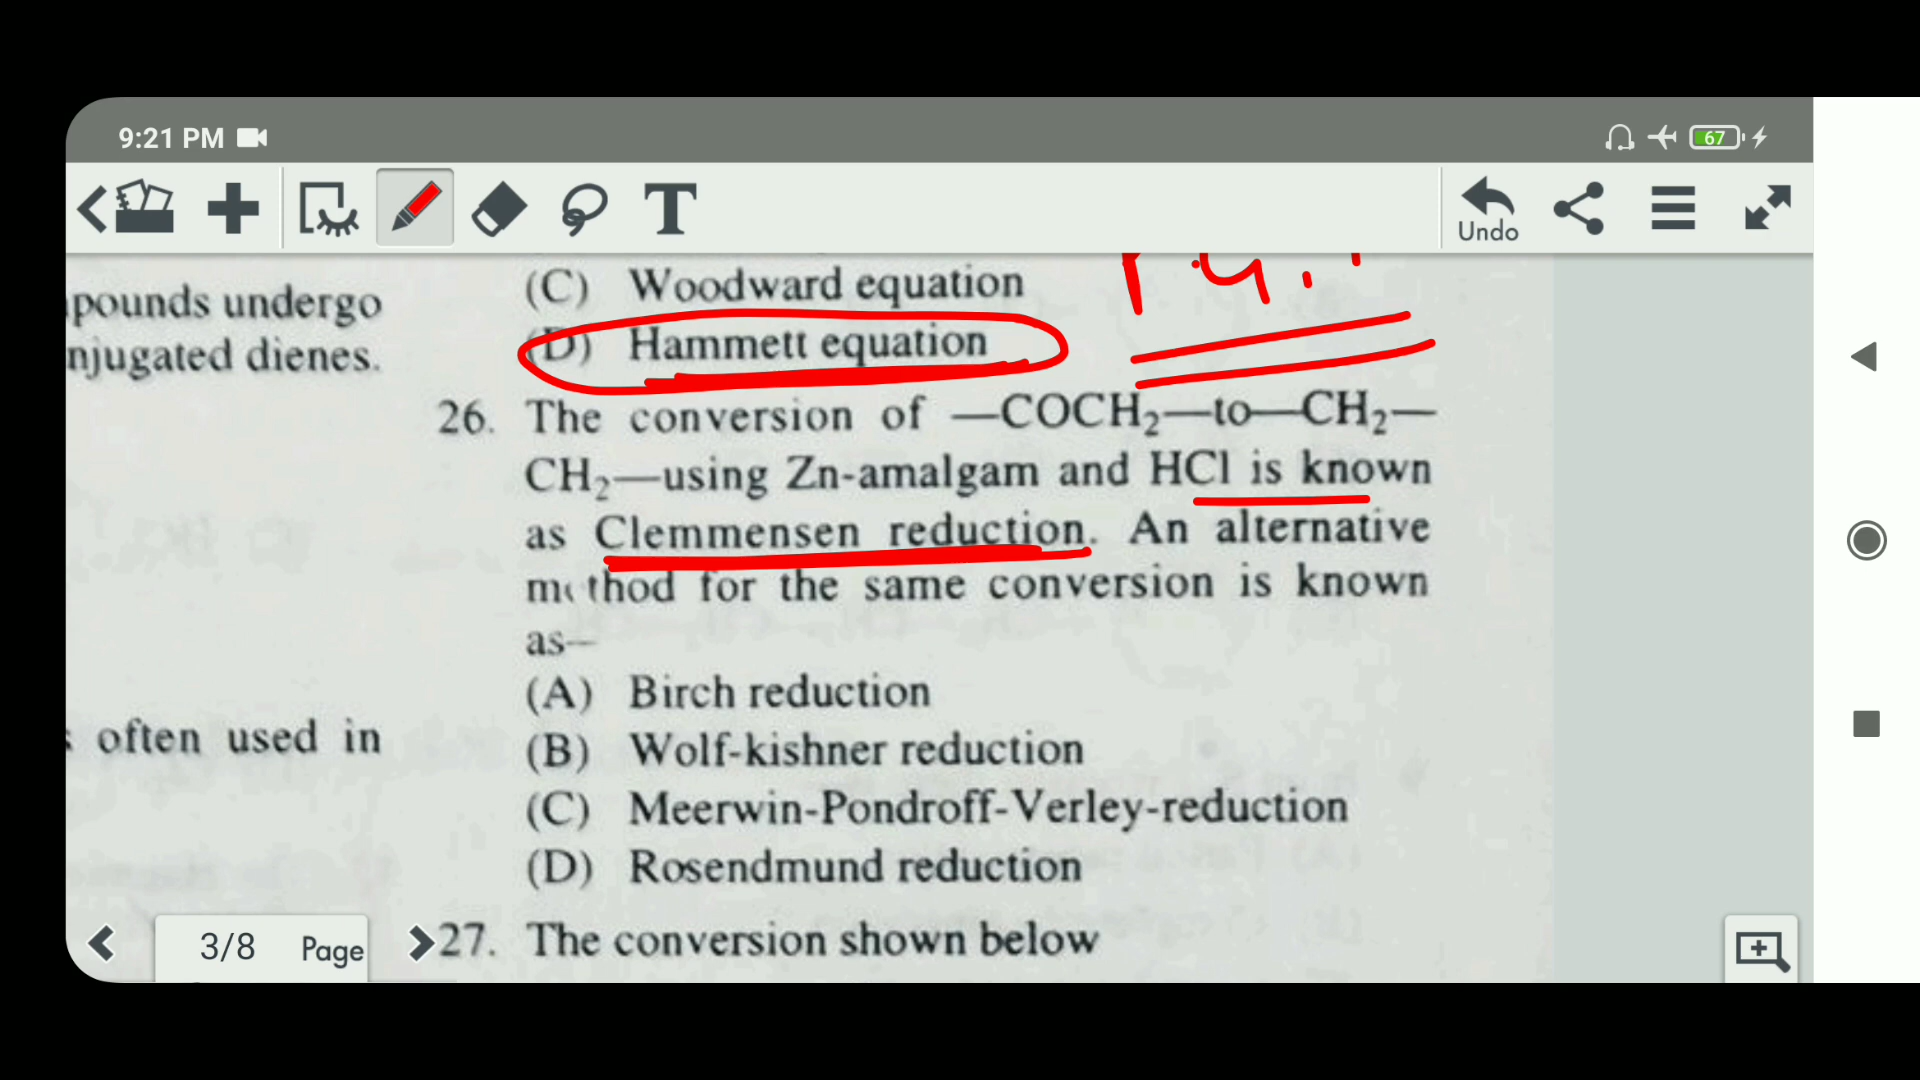 9:21 PM
67
T
Undo
pounds undergo
njugated dienes.
often used in
(C) Woodward equation
(D) Hammett equation
26. The conversion of —COCH₂—to—CH₂—
CH₂—using Zn-amalgam and HCl is known
as Clemmensen reduction. An alternative
method for the same conversion is known
as—
(A) Birch reduction
(B) Wolf-kishner reduction
(C) Meerwin-Pondroff-Verley-reduction
(D) Rosendmund reduction
27. The conversion shown below
3/8 Page